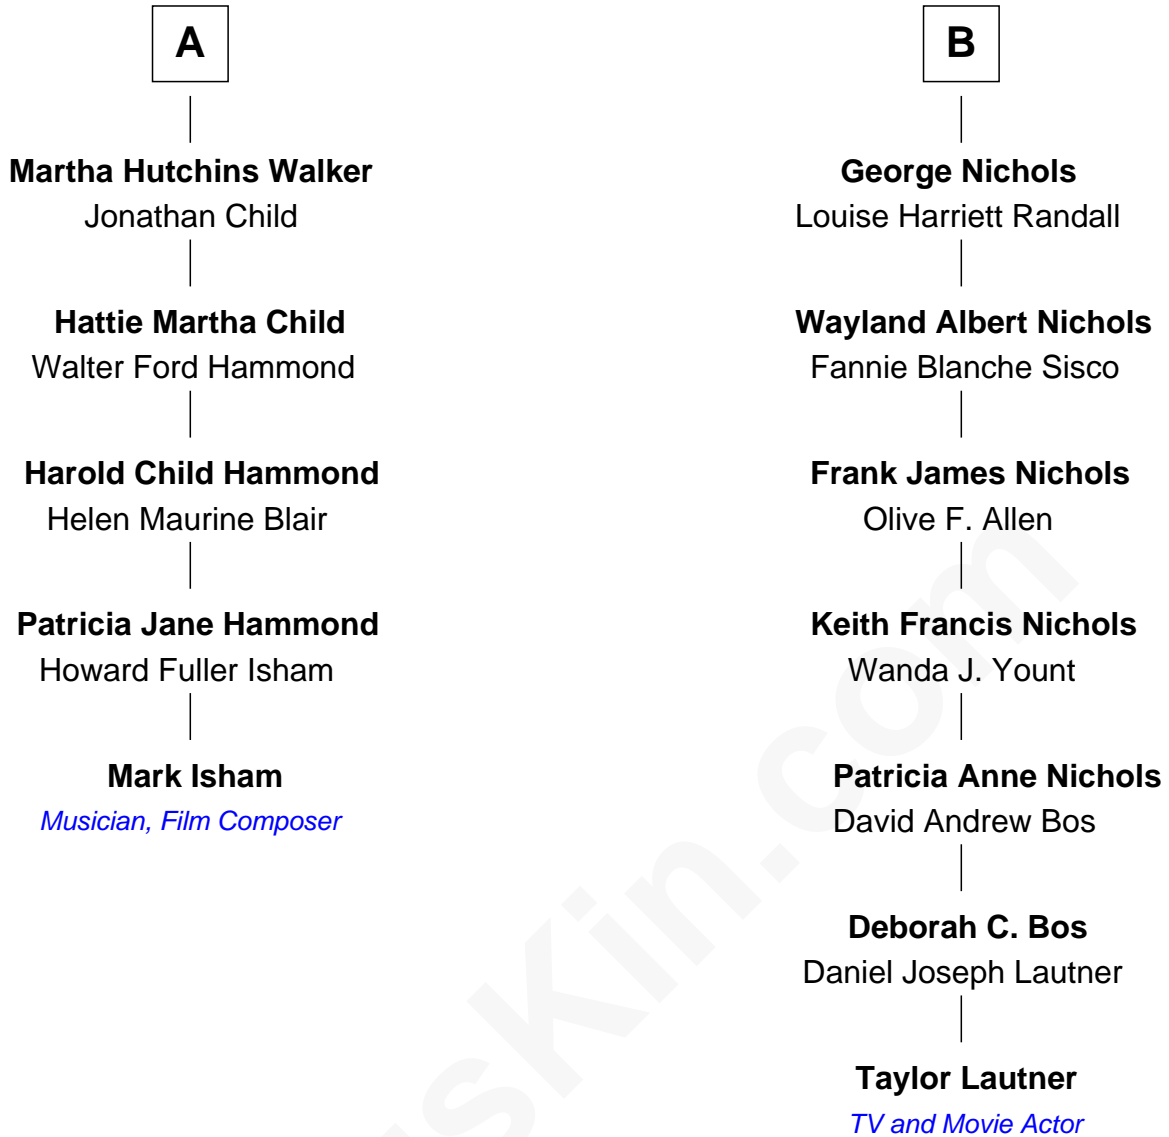 A
Martha Hutchins Walker
Jonathan Child
Hattie Martha Child
Walter Ford Hammond
Harold Child Hammond
Helen Maurine Blair
Patricia Jane Hammond
Howard Fuller Isham
Mark Isham
Musician, Film Composer
B
George Nichols
Louise Harriett Randall
Wayland Albert Nichols
Fannie Blanche Sisco
Frank James Nichols
Olive F. Allen
Keith Francis Nichols
Wanda J. Yount
Patricia Anne Nichols
David Andrew Bos
Deborah C. Bos
Daniel Joseph Lautner
Taylor Lautner
TV and Movie Actor
sKin.com